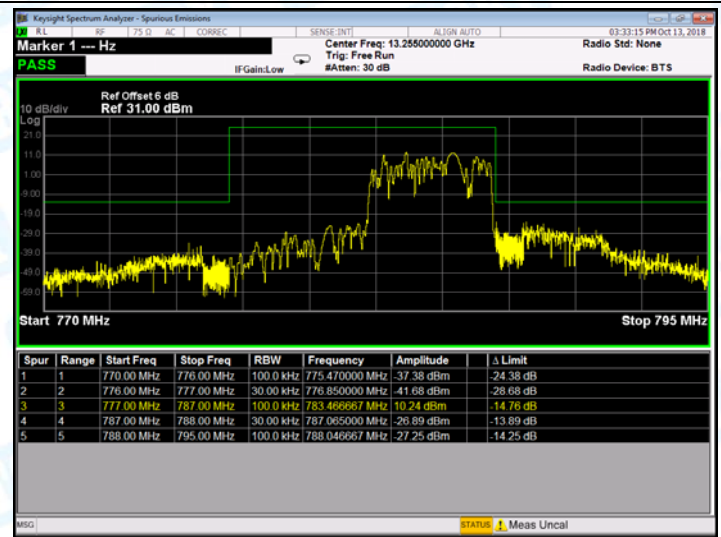 Keysight Spectrum Analyzer - Spurious Emissions
RL RF 75 Ω AC CORREC SENSE:INT ALIGN AUTO 03:33:15 PM Oct 13, 2018
Marker 1 --- Hz Center Freq: 13.255000000 GHz Radio Std: None
Trig: Free Run
PASS IFGain:Low #Atten: 30 dB Radio Device: BTS
Ref Offset 6 dB
10 dB/div Ref 31.00 dBm
Log
21.0
11.0
1.00
-9.00
-19.0
-29.0
-39.0
-49.0
-59.0
Start 770 MHz Stop 795 MHz
Spur Range Start Freq Stop Freq RBW Frequency Amplitude Δ Limit
1 1 770.00 MHz 776.00 MHz 100.0 kHz 775.470000 MHz -37.38 dBm -24.38 dB
2 2 776.00 MHz 777.00 MHz 30.00 kHz 776.850000 MHz -41.68 dBm -28.68 dB
3 3 777.00 MHz 787.00 MHz 100.0 kHz 783.466667 MHz 10.24 dBm -14.76 dB
4 4 787.00 MHz 788.00 MHz 30.00 kHz 787.065000 MHz -26.89 dBm -13.89 dB
5 5 788.00 MHz 795.00 MHz 100.0 kHz 788.046667 MHz -27.25 dBm -14.25 dB
MSG STATUS Meas Uncal